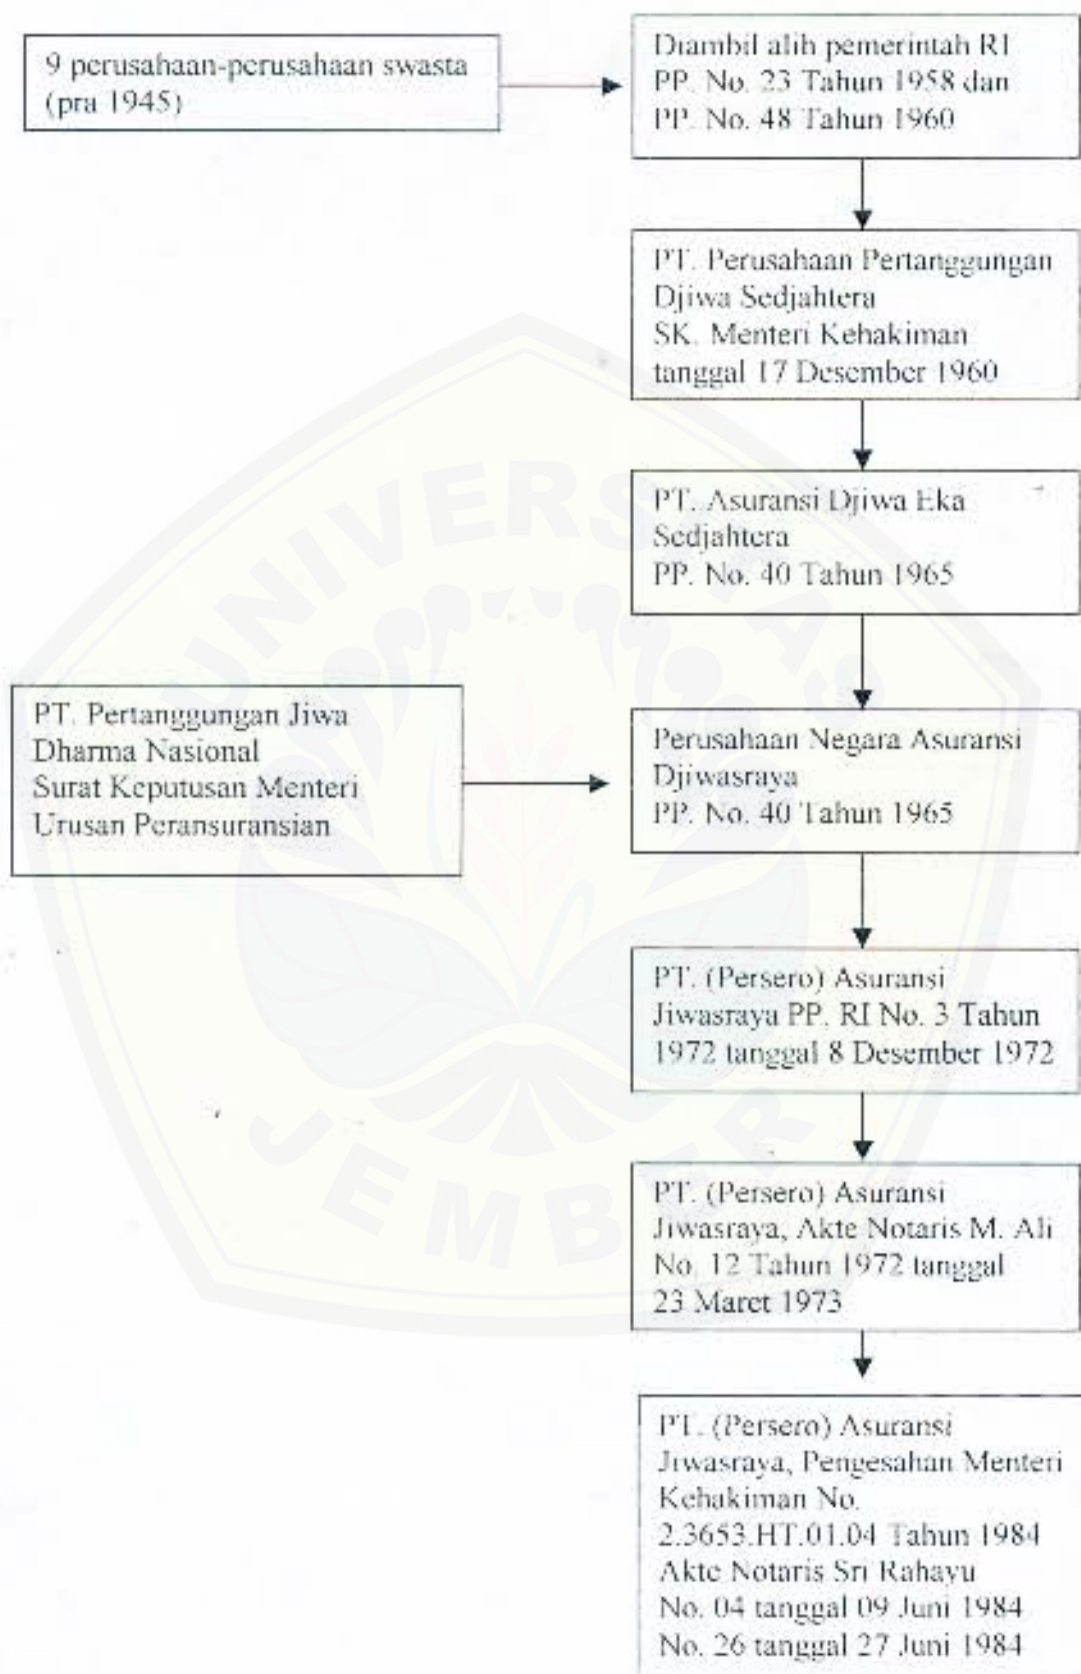 9 perusahaan-perusahaan swasta
(pra 1945)
Diambil alih pemerintah RI
PP. No. 23 Tahun 1958 dan
PP. No. 48 Tahun 1960
PT. Perusahaan Pertanggungan
Djiwa Sedjahtera
SK. Menteri Kehakiman
tanggal 17 Desember 1960
PT. Asuransi Djiwa Eka
Sedjahtera
PP. No. 40 Tahun 1965
PT. Pertanggungan Jiwa
Dharma Nasional
Surat Keputusan Menteri
Urusan Peransuransian
Perusahaan Negara Asuransi
Djiwasraya
PP. No. 40 Tahun 1965
PT. (Persero) Asuransi
Jiwasraya PP. RI No. 3 Tahun
1972 tanggal 8 Desember 1972
PT. (Persero) Asuransi
Jiwasraya, Akte Notaris M. Ali
No. 12 Tahun 1972 tanggal
23 Maret 1973
PT. (Persero) Asuransi
Jiwasraya, Pengesahan Menteri
Kehakiman No.
2.3653.HT.01.04 Tahun 1984
Akte Notaris Sri Rahayu
No. 04 tanggal 09 Juni 1984
No. 26 tanggal 27 Juni 1984
UNIVERSITAS
JEMBER